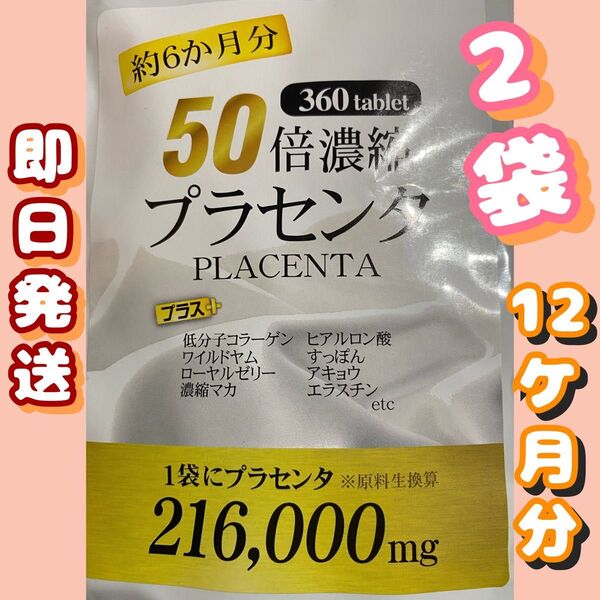 約6か月分
360 tablet
50倍濃縮
プラセンタ
PLACENTA
プラス+
低分子コラーゲン ヒアルロン酸
ワイルドヤム すっぽん
ローヤルゼリー アキョウ
濃縮マカ エラスチン
etc
1袋にプラセンタ ※原料生換算
216,000mg
即日発送
2袋
12ケ月分